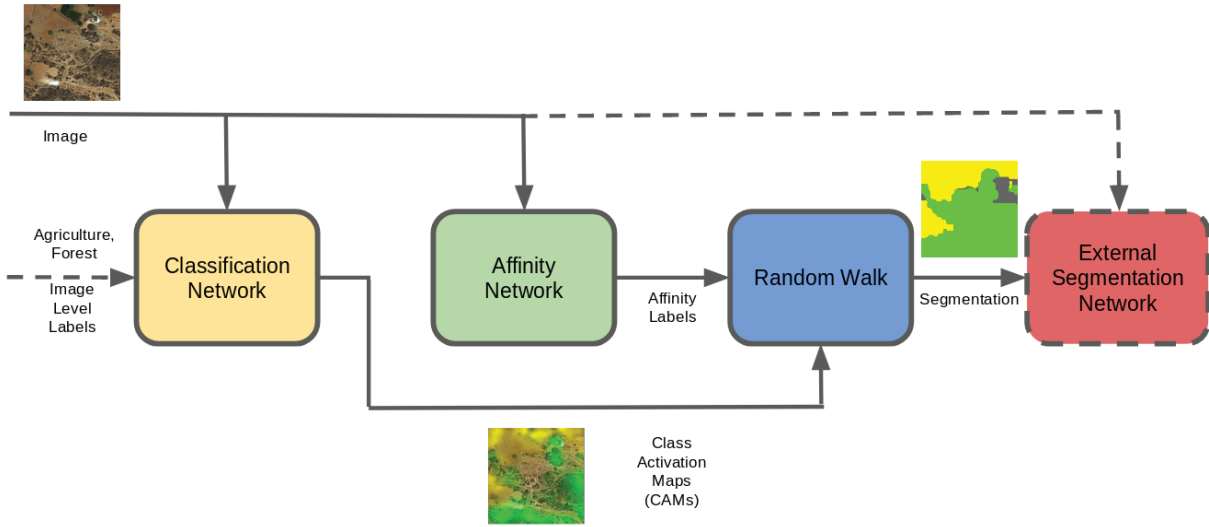 Image
Agriculture,
Forest
Image
Level
Labels
Classification
Network
Affinity
Network
Affinity
Labels
Random Walk
Segmentation
External
Segmentation
Network
Class
Activation
Maps
(CAMs)